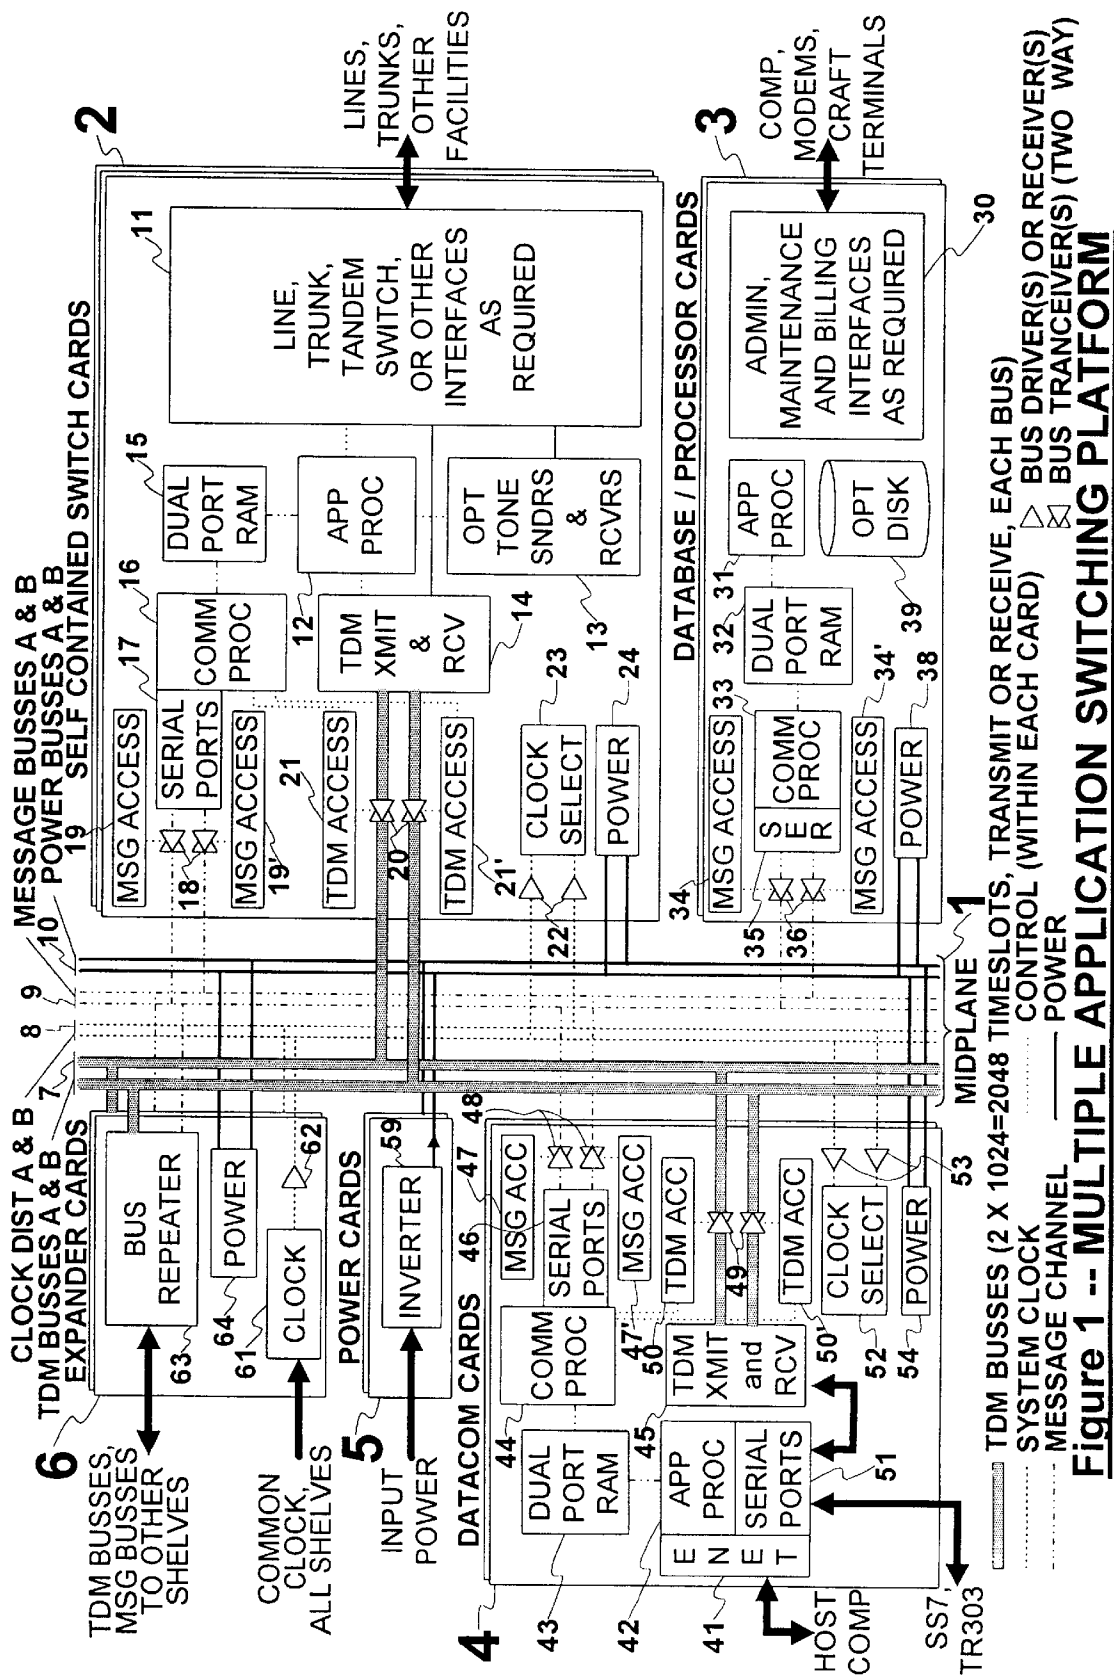 CLOCK DIST A & B
TDM BUSSES A & B
MESSAGE BUSSES A & B
POWER BUSSES A & B
7
8
9
10
EXPANDER CARDS
6
TDM BUSSES,
MSG BUSSES
TO OTHER
SHELVES
BUS
REPEATER
63
POWER
64
COMMON
CLOCK,
ALL SHELVES
CLOCK
61
62
POWER CARDS
5
INPUT
POWER
INVERTER
59
DATACOM CARDS
4
MSG ACC
47
48
SERIAL
PORTS
46
MSG ACC
47'
COMM
PROC
44
DUAL
PORT
RAM
43
TDM ACC
50
TDM
XMIT
and
RCV
45
49
TDM ACC
50'
APP
PROC
42
SERIAL
PORTS
51
E
N
E
T
41
CLOCK
SELECT
52
53
POWER
54
HOST
COMP
SS7,
TR303
SELF CONTAINED SWITCH CARDS
2
MSG ACCESS
19
SERIAL
PORTS
17
18
MSG ACCESS
19'
COMM
PROC
16
DUAL
PORT
RAM
15
TDM ACCESS
21
20
TDM ACCESS
21'
TDM
XMIT
&
RCV
14
APP
PROC
12
OPT
TONE
SNDRS
&
RCVRS
13
LINE,
TRUNK,
TANDEM
SWITCH,
OR OTHER
INTERFACES
AS
REQUIRED
11
LINES,
TRUNKS,
OTHER
FACILITIES
CLOCK
SELECT
23
22
POWER
24
DATABASE / PROCESSOR CARDS
3
MSG ACCESS
34
S
E
R
35
36
COMM
PROC
33
MSG ACCESS
34'
DUAL
PORT
RAM
32
APP
PROC
31
OPT
DISK
39
POWER
38
ADMIN,
MAINTENANCE
AND BILLING
INTERFACES
AS REQUIRED
30
COMP,
MODEMS,
CRAFT
TERMINALS
MIDPLANE
1
TDM BUSSES (2 X 1024=2048 TIMESLOTS, TRANSMIT OR RECEIVE, EACH BUS)
SYSTEM CLOCK
CONTROL (WITHIN EACH CARD)
BUS DRIVER(S) OR RECEIVER(S)
MESSAGE CHANNEL
POWER
BUS TRANCEIVER(S) (TWO WAY)
Figure 1 -- MULTIPLE APPLICATION SWITCHING PLATFORM